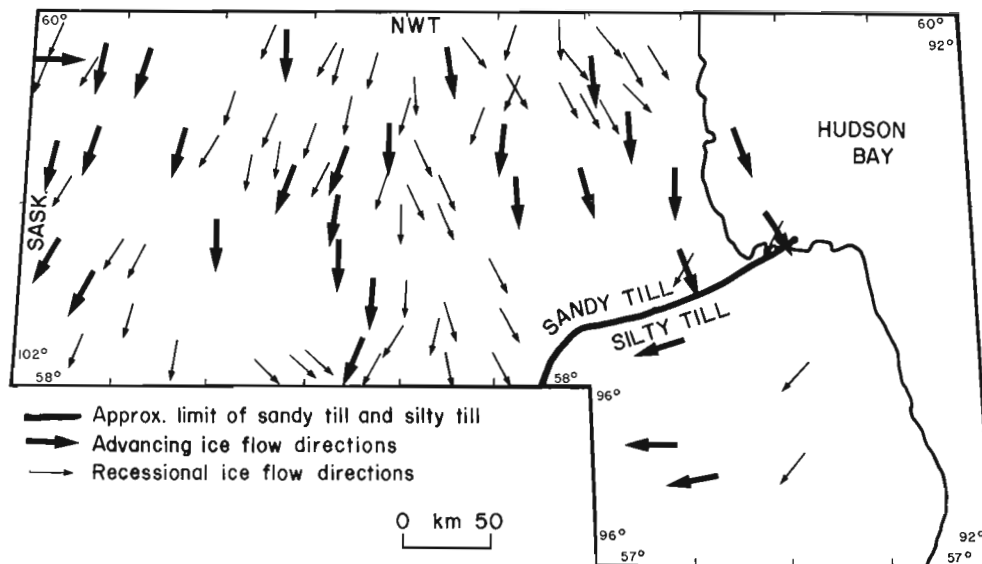 60°
NWT
60°
92°
HUDSON
BAY
SASK.
SANDY TILL
SILTY TILL
102°
58°
58°
96°
Approx. limit of sandy till and silty till
Advancing ice flow directions
Recessional ice flow directions
0 km 50
96°
57°
92°
57°